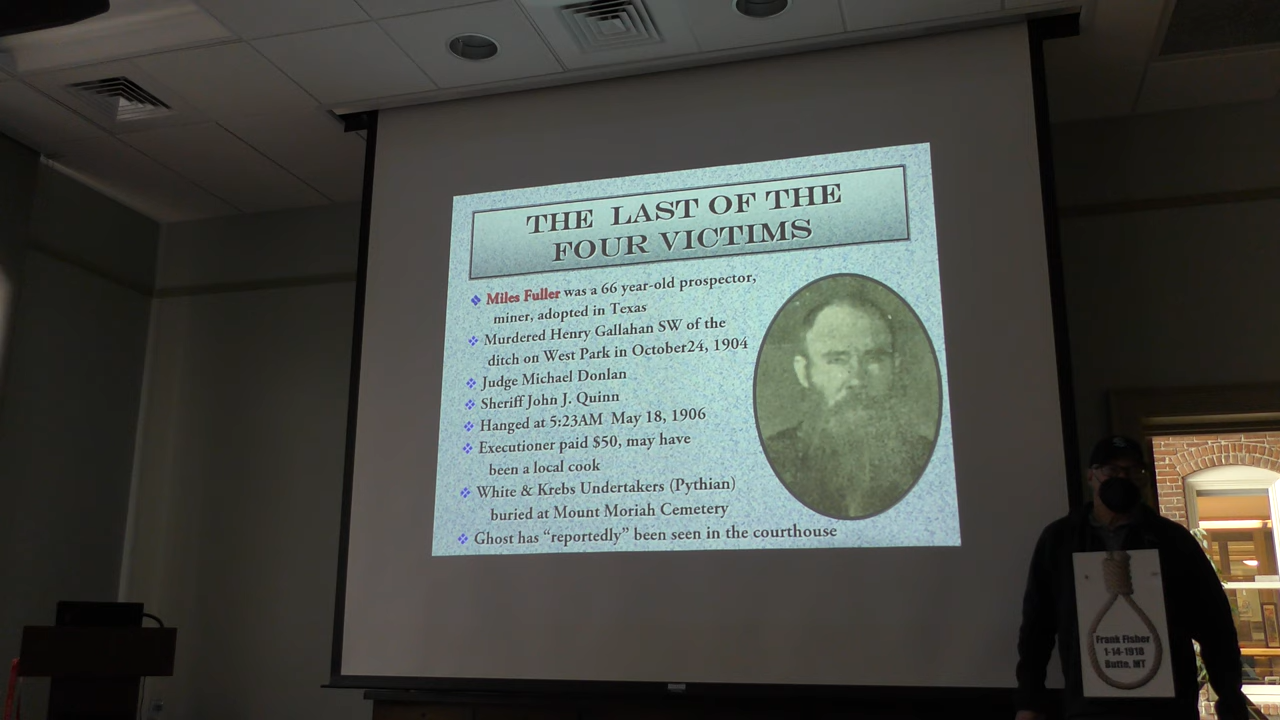 THE LAST OF THE
FOUR VICTIMS
Miles Fuller was a 66 year-old prospector,
miner, adopted in Texas
Murdered Henry Gallahan SW of the
ditch on West Park in October24, 1904
Judge Michael Donlan
Sheriff John J. Quinn
Hanged at 5:23AM May 18, 1906
Executioner paid $50, may have
been a local cook
White & Krebs Undertakers (Pythian)
buried at Mount Moriah Cemetery
Ghost has “reportedly” been seen in the courthouse
Frank Fisher
1-14-1910
Butte, MT